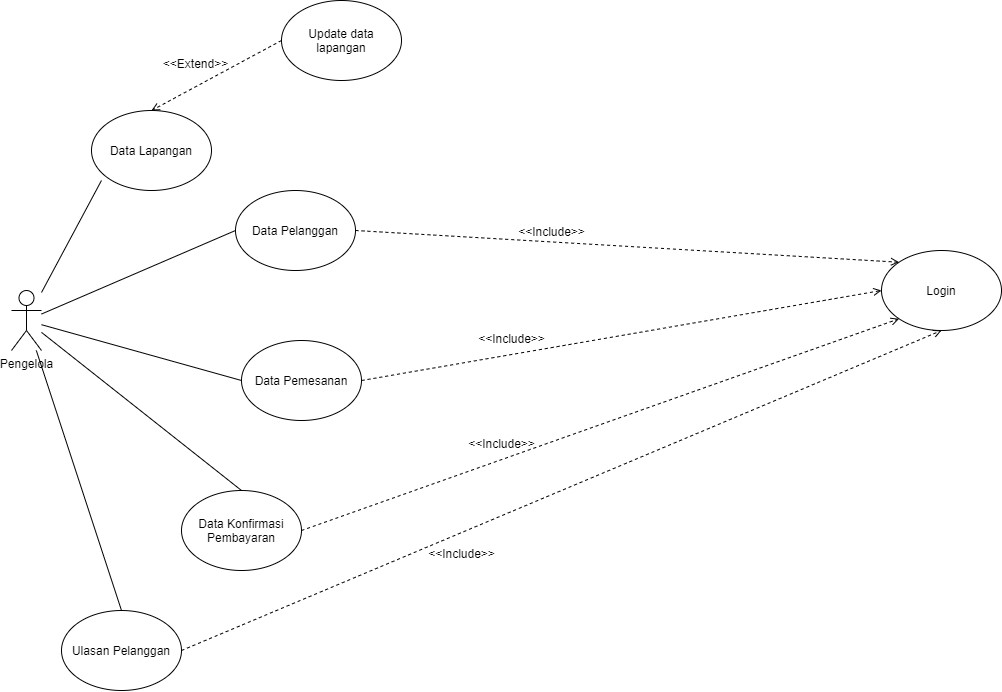 Update data
lapangan
<<Extend>>
Data Lapangan
Data Pelanggan
<<Include>>
Login
Pengelola
<<Include>>
Data Pemesanan
<<Include>>
Data Konfirmasi
Pembayaran
<<Include>>
Ulasan Pelanggan